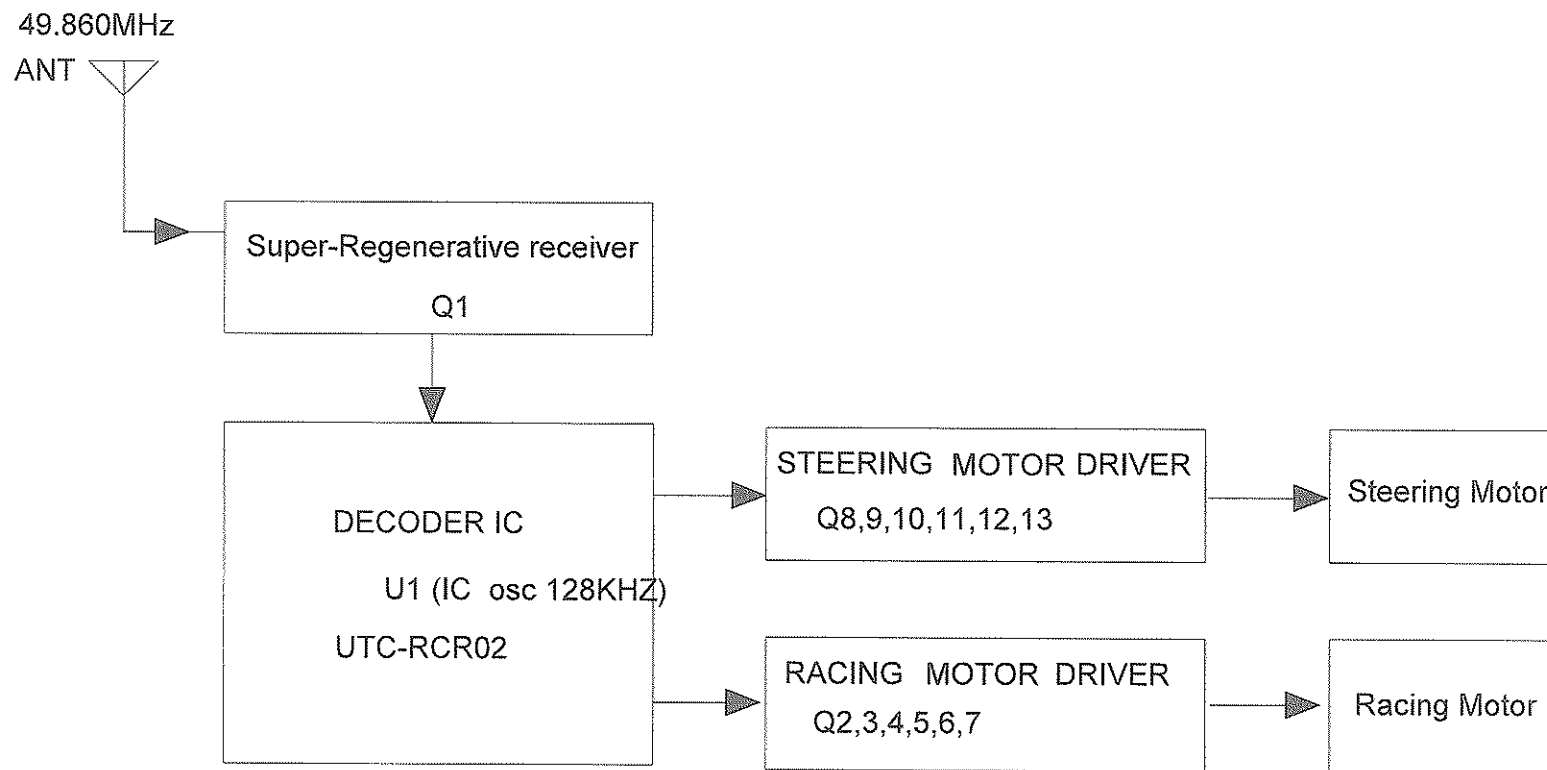 49.860MHz
ANT
Super-Regenerative receiver
Q1
DECODER IC
U1 (IC osc 128KHZ)
UTC-RCR02
STEERING MOTOR DRIVER
Q8,9,10,11,12,13
Steering Motor
RACING MOTOR DRIVER
Q2,3,4,5,6,7
Racing Motor